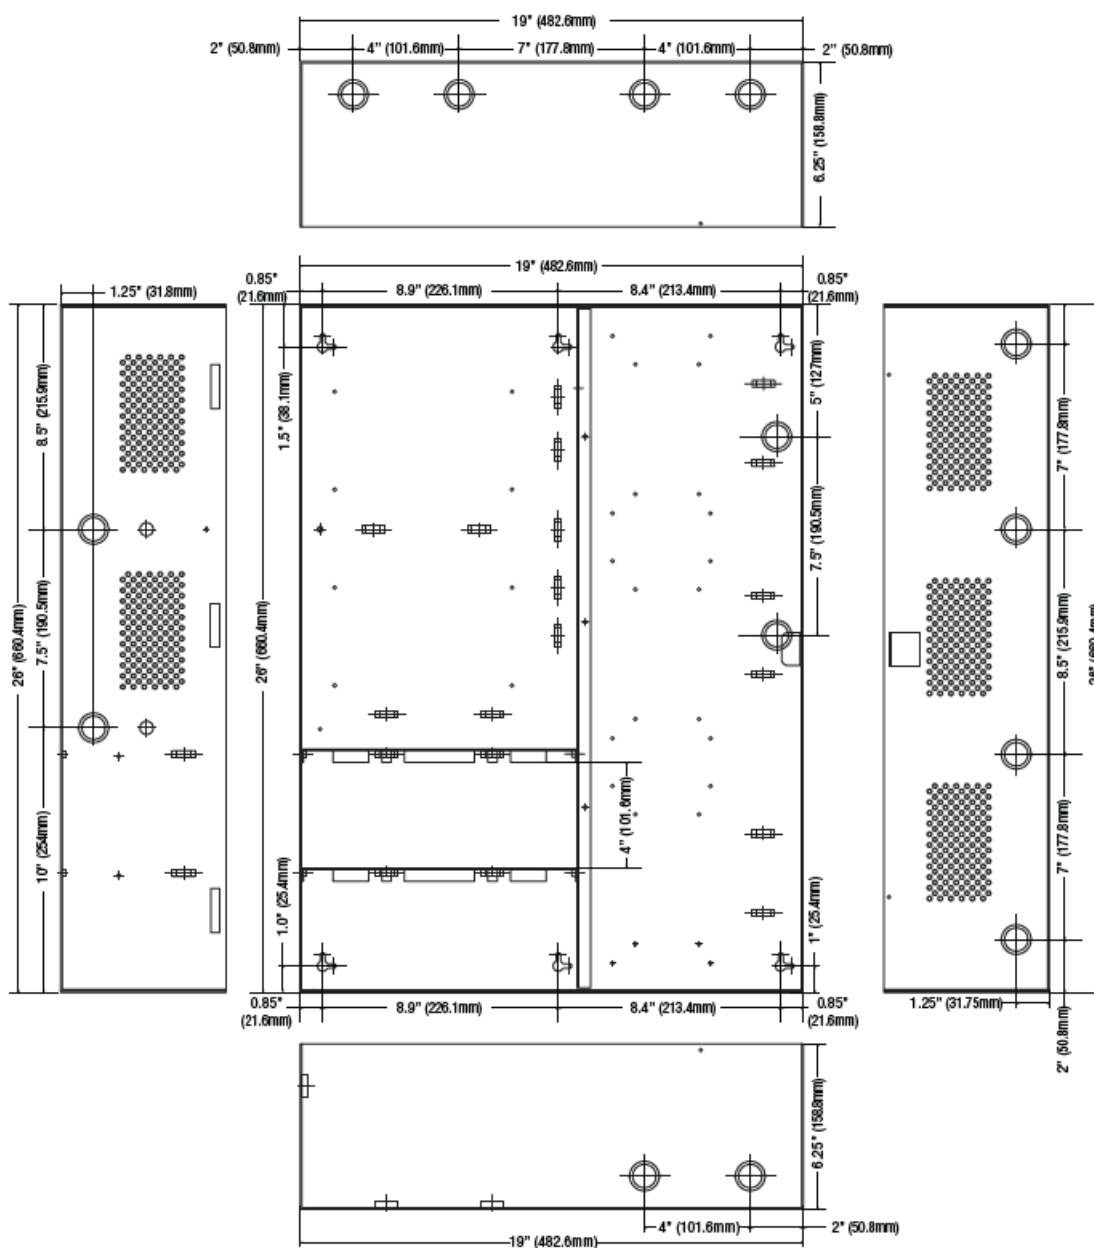 19" (482.6mm)
2" (50.8mm)
4" (101.6mm)
7" (177.8mm)
4" (101.6mm)
2" (50.8mm)
6.25" (158.8mm)
19" (482.6mm)
0.85"
(21.6mm)
8.9" (226.1mm)
8.4" (213.4mm)
0.85"
(21.6mm)
1.25" (31.8mm)
8.5" (215.9mm)
7.5" (190.5mm)
26" (660.4mm)
10" (254mm)
1.5" (38.1mm)
26" (660.4mm)
1.0" (25.4mm)
4" (101.6mm)
5" (127mm)
7.5" (190.5mm)
1" (25.4mm)
7" (177.8mm)
8.5" (215.9mm)
26" (660.4mm)
7" (177.8mm)
1.25" (31.75mm)
2" (50.8mm)
0.85"
(21.6mm)
8.9" (226.1mm)
8.4" (213.4mm)
0.85"
(21.6mm)
6.25" (158.8mm)
4" (101.6mm)
2" (50.8mm)
19" (482.6mm)